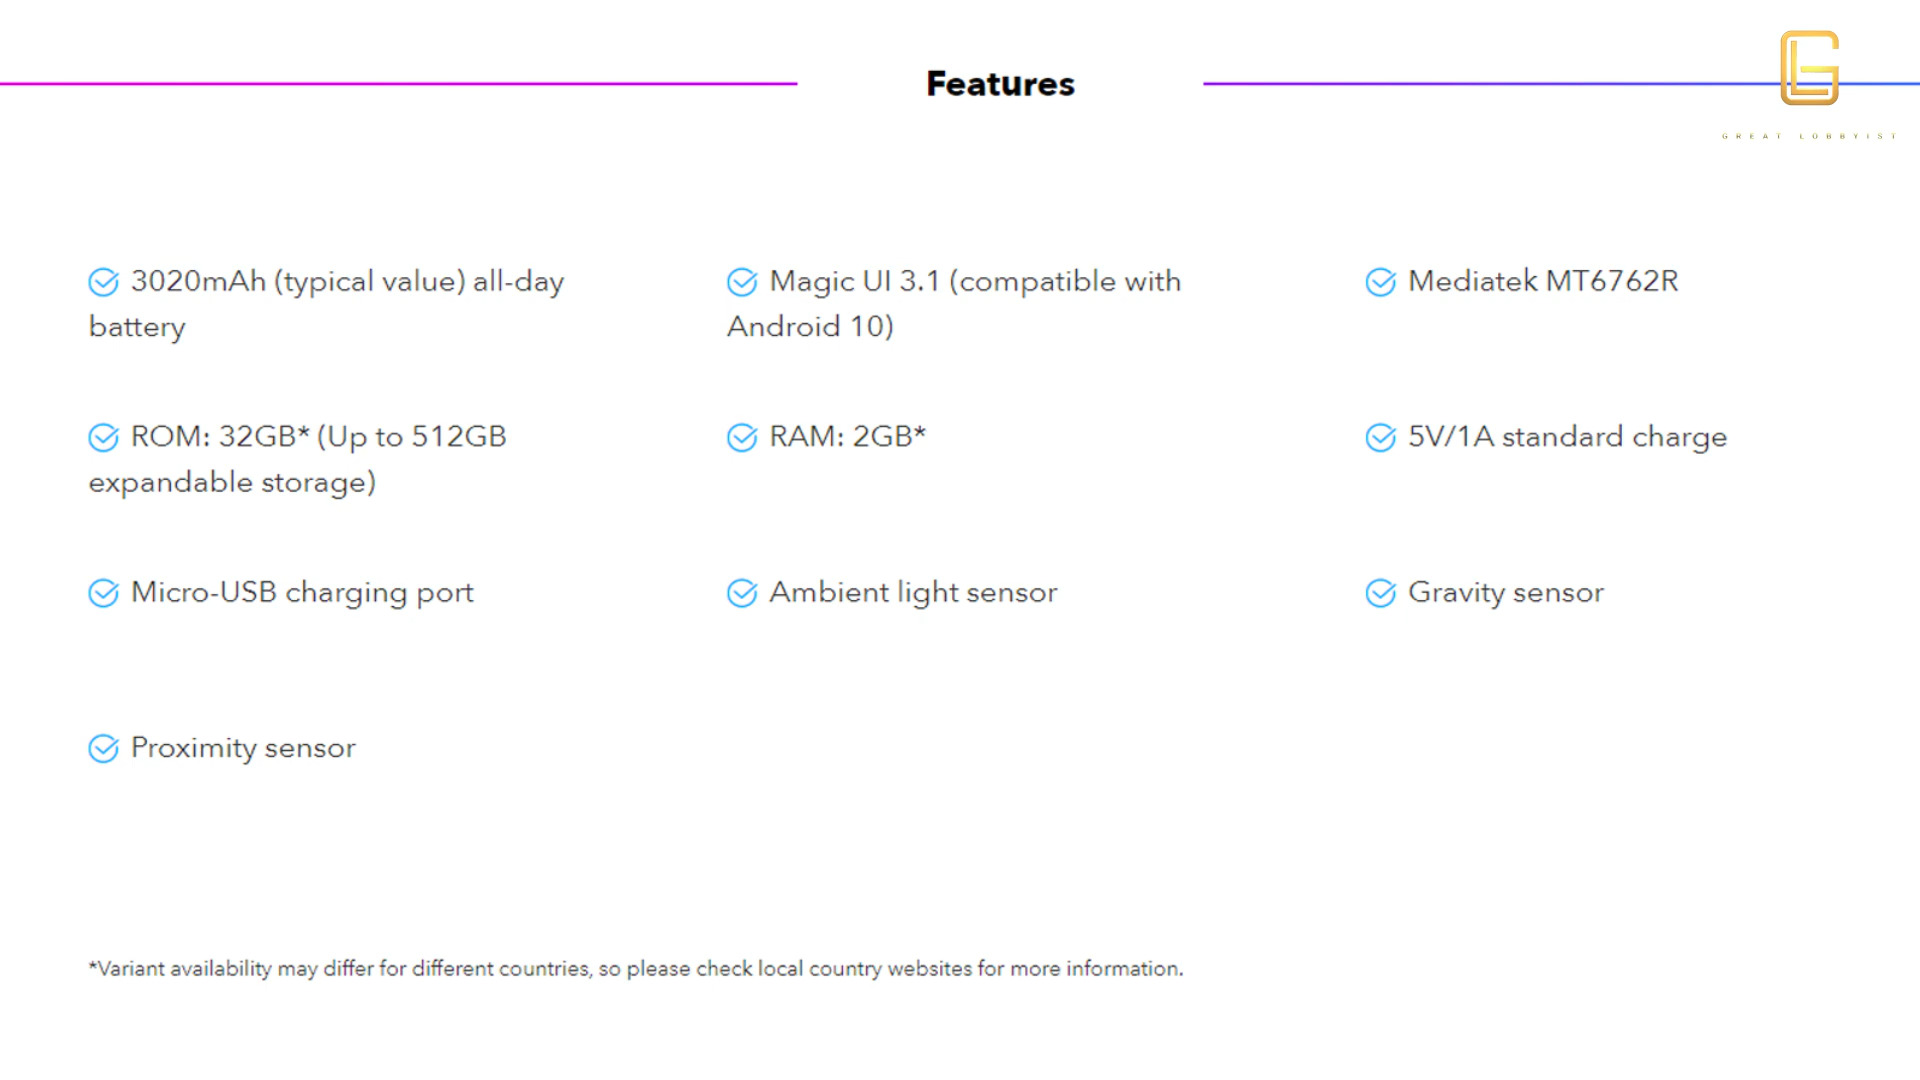 Features
GREAT LOBBYIST
3020mAh (typical value) all-day
battery
Magic UI 3.1 (compatible with
Android 10)
Mediatek MT6762R
ROM: 32GB* (Up to 512GB
expandable storage)
RAM: 2GB*
5V/1A standard charge
Micro-USB charging port
Ambient light sensor
Gravity sensor
Proximity sensor
*Variant availability may differ for different countries, so please check local country websites for more information.